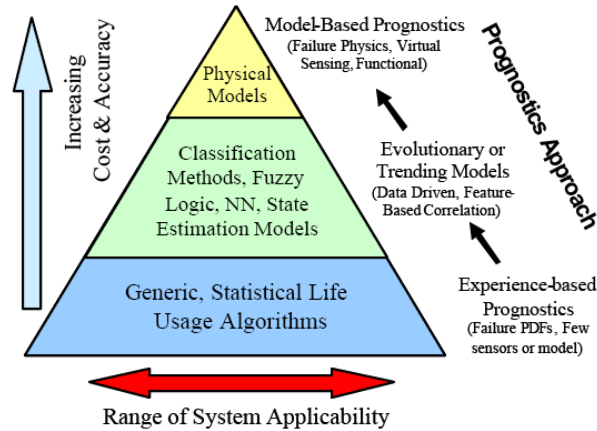 Model-Based Prognostics
(Failure Physics, Virtual
Sensing, Functional)
Prognostics Approach
Increasing
Cost & Accuracy
Physical
Models
Classification
Methods, Fuzzy
Logic, NN, State
Estimation Models
Evolutionary or
Trending Models
(Data Driven, Feature-
Based Correlation)
Generic, Statistical Life
Usage Algorithms
Experience-based
Prognostics
(Failure PDFs, Few
sensors or model)
Range of System Applicability